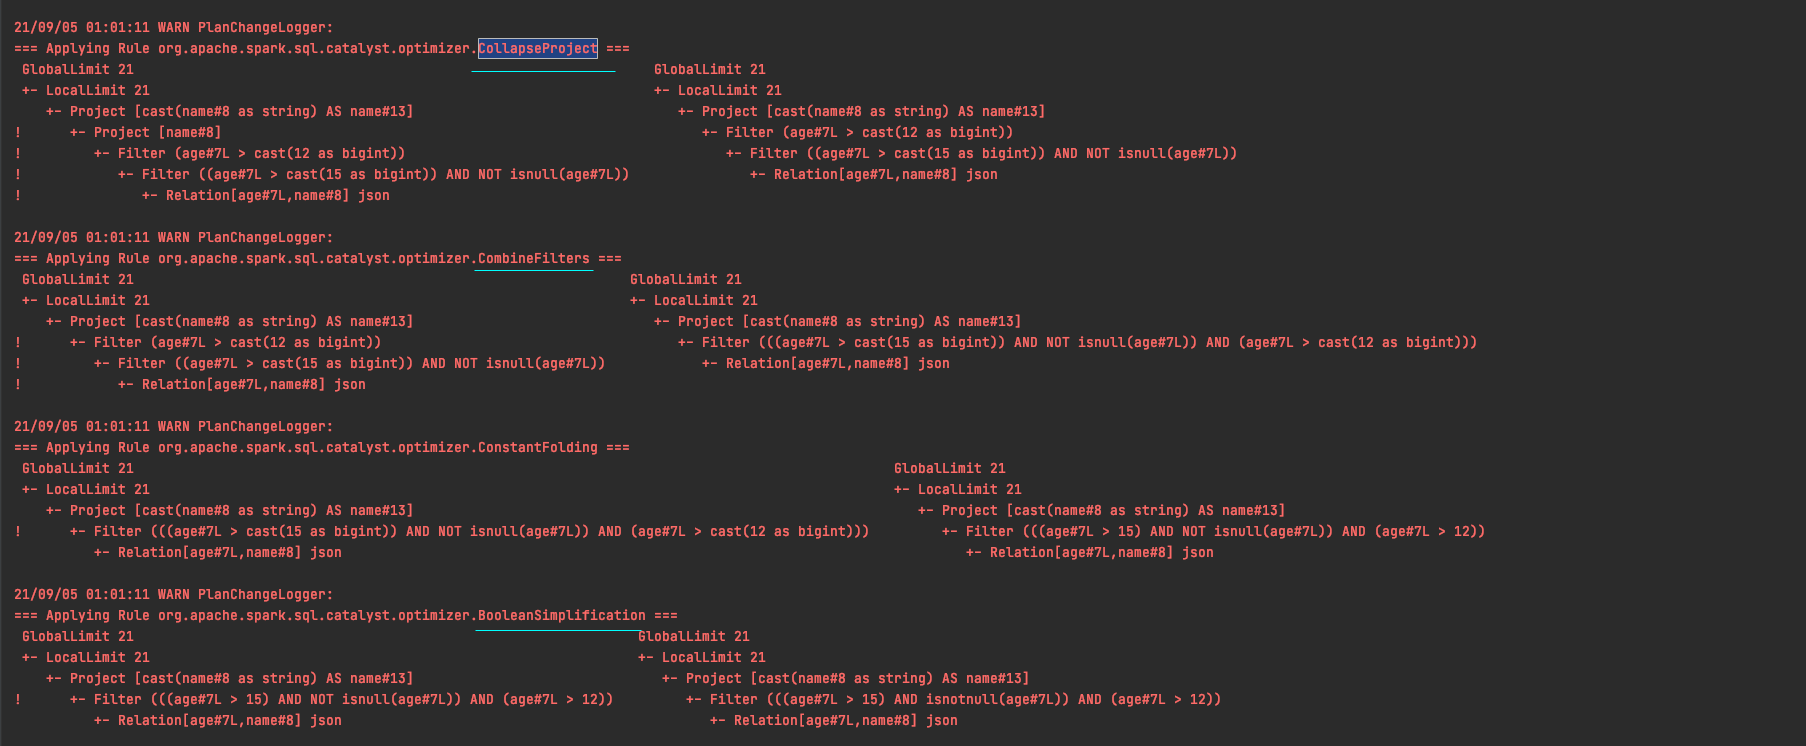 21/09/05 01:01:11 WARN PlanChangeLogger:
=== Applying Rule org.apache.spark.sql.catalyst.optimizer.CollapseProject ===
 GlobalLimit 21                                                                 GlobalLimit 21
 +- LocalLimit 21                                                               +- LocalLimit 21
    +- Project [cast(name#8 as string) AS name#13]                                 +- Project [cast(name#8 as string) AS name#13]
!      +- Project [name#8]                                                            +- Filter (age#7L > cast(12 as bigint))
!         +- Filter (age#7L > cast(12 as bigint))                                        +- Filter ((age#7L > cast(15 as bigint)) AND NOT isnull(age#7L))
!            +- Filter ((age#7L > cast(15 as bigint)) AND NOT isnull(age#7L))               +- Relation[age#7L,name#8] json
!               +- Relation[age#7L,name#8] json
21/09/05 01:01:11 WARN PlanChangeLogger:
=== Applying Rule org.apache.spark.sql.catalyst.optimizer.CombineFilters ===
 GlobalLimit 21                                                              GlobalLimit 21
 +- LocalLimit 21                                                            +- LocalLimit 21
    +- Project [cast(name#8 as string) AS name#13]                              +- Project [cast(name#8 as string) AS name#13]
!      +- Filter (age#7L > cast(12 as bigint))                                     +- Filter (((age#7L > cast(15 as bigint)) AND NOT isnull(age#7L)) AND (age#7L > cast(12 as bigint)))
!         +- Filter ((age#7L > cast(15 as bigint)) AND NOT isnull(age#7L))            +- Relation[age#7L,name#8] json
!            +- Relation[age#7L,name#8] json
21/09/05 01:01:11 WARN PlanChangeLogger:
=== Applying Rule org.apache.spark.sql.catalyst.optimizer.ConstantFolding ===
 GlobalLimit 21                                                                                               GlobalLimit 21
 +- LocalLimit 21                                                                                             +- LocalLimit 21
    +- Project [cast(name#8 as string) AS name#13]                                                               +- Project [cast(name#8 as string) AS name#13]
!      +- Filter (((age#7L > cast(15 as bigint)) AND NOT isnull(age#7L)) AND (age#7L > cast(12 as bigint)))         +- Filter (((age#7L > 15) AND NOT isnull(age#7L)) AND (age#7L > 12))
          +- Relation[age#7L,name#8] json                                                                              +- Relation[age#7L,name#8] json
21/09/05 01:01:11 WARN PlanChangeLogger:
=== Applying Rule org.apache.spark.sql.catalyst.optimizer.BooleanSimplification ===
 GlobalLimit 21                                                               GlobalLimit 21
 +- LocalLimit 21                                                             +- LocalLimit 21
    +- Project [cast(name#8 as string) AS name#13]                               +- Project [cast(name#8 as string) AS name#13]
!      +- Filter (((age#7L > 15) AND NOT isnull(age#7L)) AND (age#7L > 12))         +- Filter (((age#7L > 15) AND isnotnull(age#7L)) AND (age#7L > 12))
          +- Relation[age#7L,name#8] json                                              +- Relation[age#7L,name#8] json